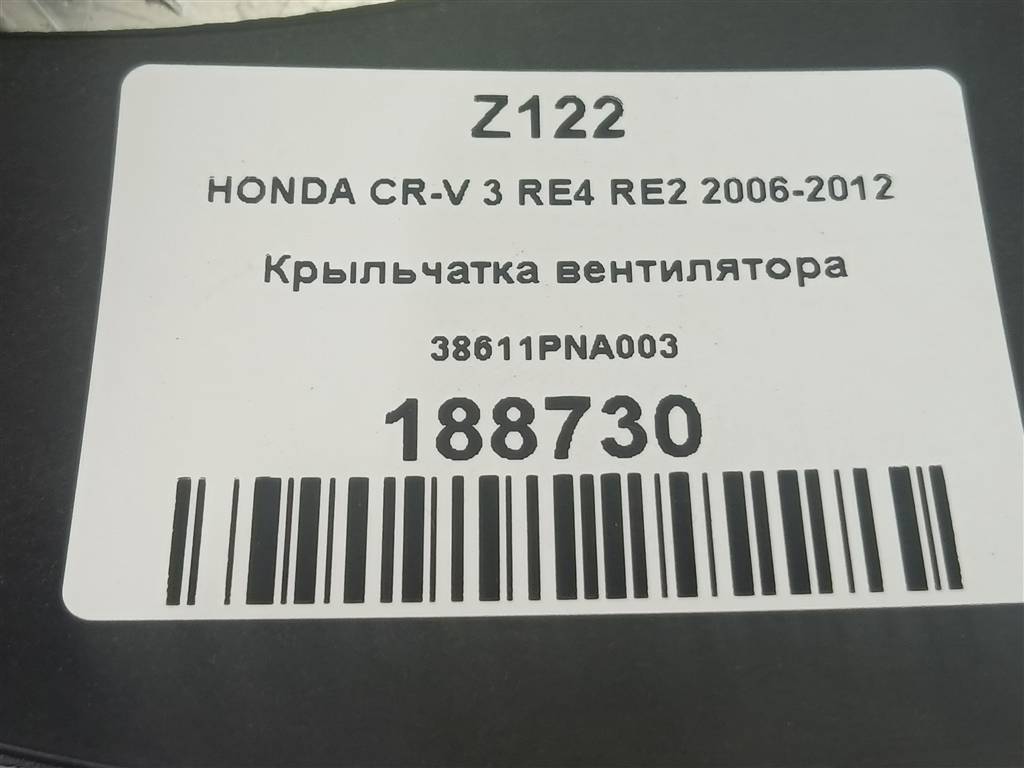 Z122
HONDA CR-V 3 RE4 RE2 2006-2012
Крыльчатка вентилятора
38611PNA003
188730